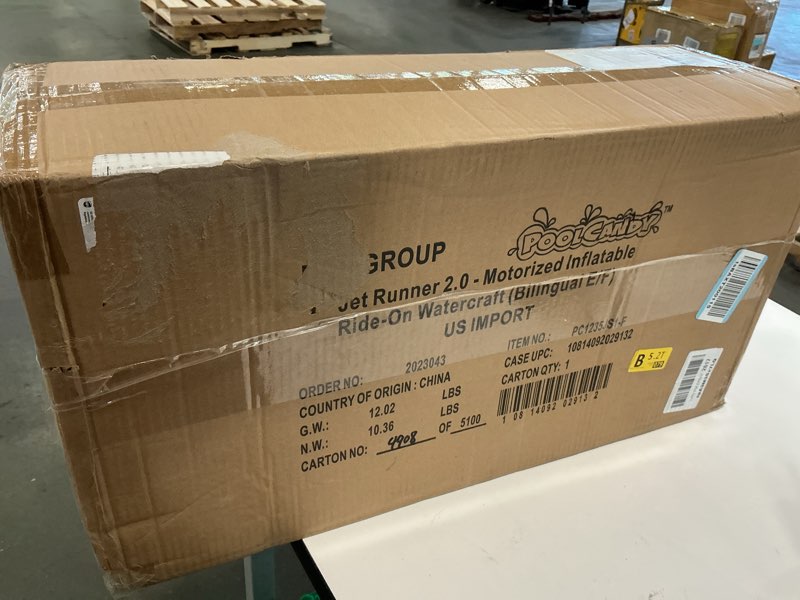 GROUP
POOLCANDY™
Jet Runner 2.0 - Motorized Inflatable
Ride-On Watercraft (Bilingual E/F)
US IMPORT
ORDER NO: 2023043
COUNTRY OF ORIGIN : CHINA
G.W.: 12.02 LBS
N.W.: 10.36 LBS
CARTON NO: 4908 OF 5100
ITEM NO.:
CASE UPC: 10814092029132
CARTON QTY: 1
1 08 14092 02913 2
B 5.2T